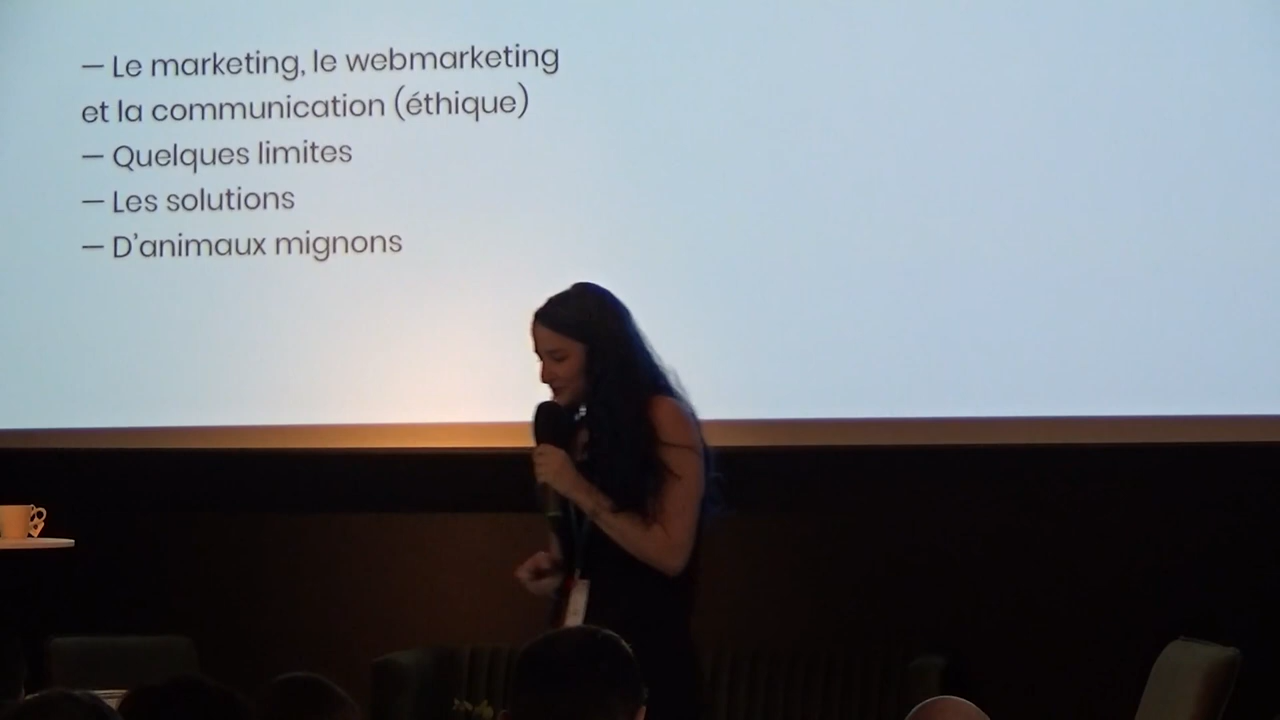 — Le marketing, le webmarketing
et la communication (éthique)
— Quelques limites
— Les solutions
— D’animaux mignons